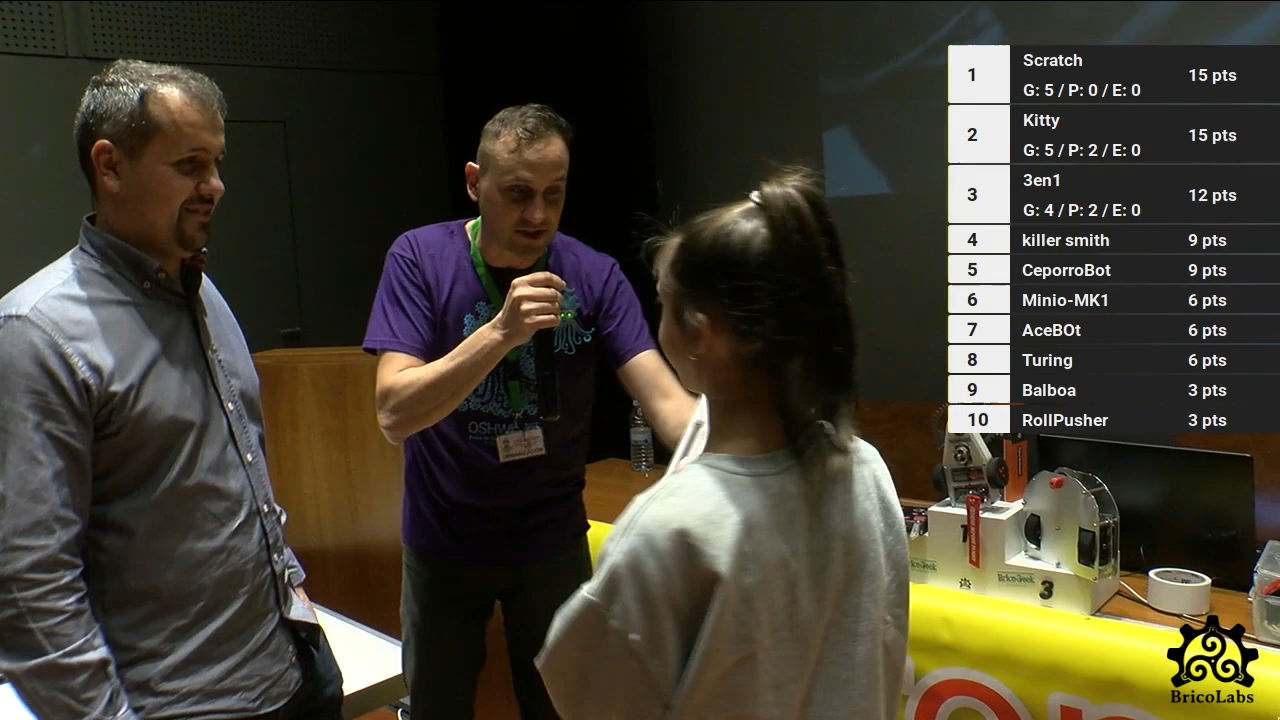 1
Scratch
G: 5 / P: 0 / E: 0
15 pts
2
Kitty
G: 5 / P: 2 / E: 0
15 pts
3
3en1
G: 4 / P: 2 / E: 0
12 pts
4 killer smith 9 pts
5 CeporroBot 9 pts
6 Minio-MK1 6 pts
7 AceBOt 6 pts
8 Turing 6 pts
9 Balboa 3 pts
10 RollPusher 3 pts
1
3
BricoLabs